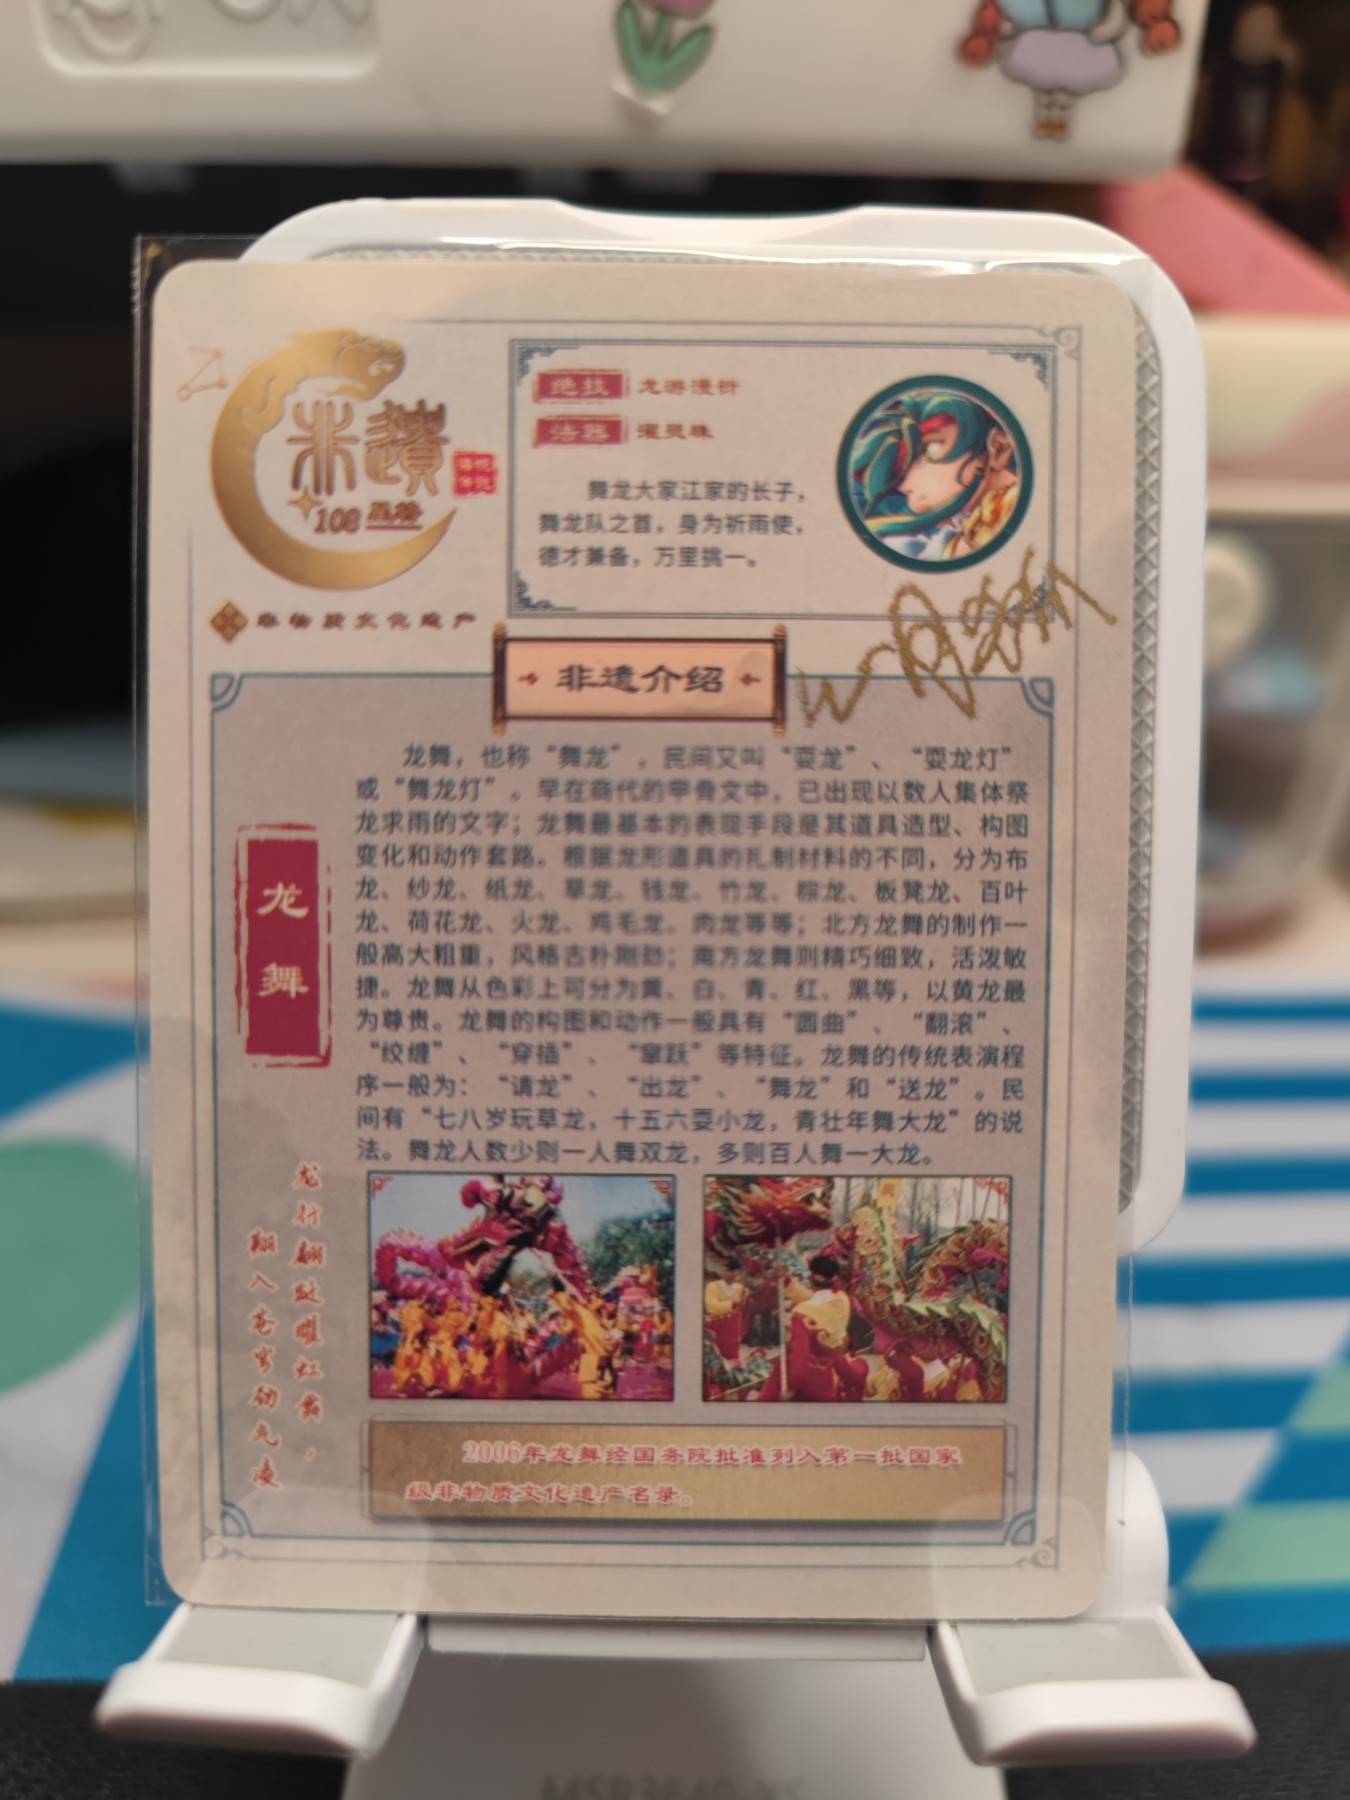 108 星格
非物质文化遗产
绝技 龙游漫衍
法器 灌灵珠
舞龙大家江家的长子，
舞龙队之首，身为祈雨使，
德才兼备，万里挑一。
非遗介绍
龙舞
龙舞，也称“舞龙”，民间又叫“耍龙”、“耍龙灯”
或“舞龙灯”。早在商代的甲骨文中，已出现以数人集体祭
龙求雨的文字；龙舞最基本的表现手段是其道具造型、构图
变化和动作套路。根据龙形道具的扎制材料的不同，分为布
龙、纱龙、纸龙、草龙、钱龙、竹龙、棕龙、板凳龙、百叶
龙、荷花龙、火龙、鸡毛龙、肉龙等等；北方龙舞的制作一
般高大粗重，风格古朴刚劲；南方龙舞则精巧细致，活泼敏
捷。龙舞从色彩上可分为黄、白、青、红、黑等，以黄龙最
为尊贵。龙舞的构图和动作一般具有“圆曲”、“翻滚”、
“绞缠”、“穿插”、“窜跃”等特征。龙舞的传统表演程
序一般为：“请龙”、“出龙”、“舞龙”和“送龙”。民
间有“七八岁玩草龙，十五六耍小龙，青壮年舞大龙”的说
法。舞龙人数少则一人舞双龙，多则百人舞一大龙。
2006年龙舞经国务院批准列入第一批国家
级非物质文化遗产名录。